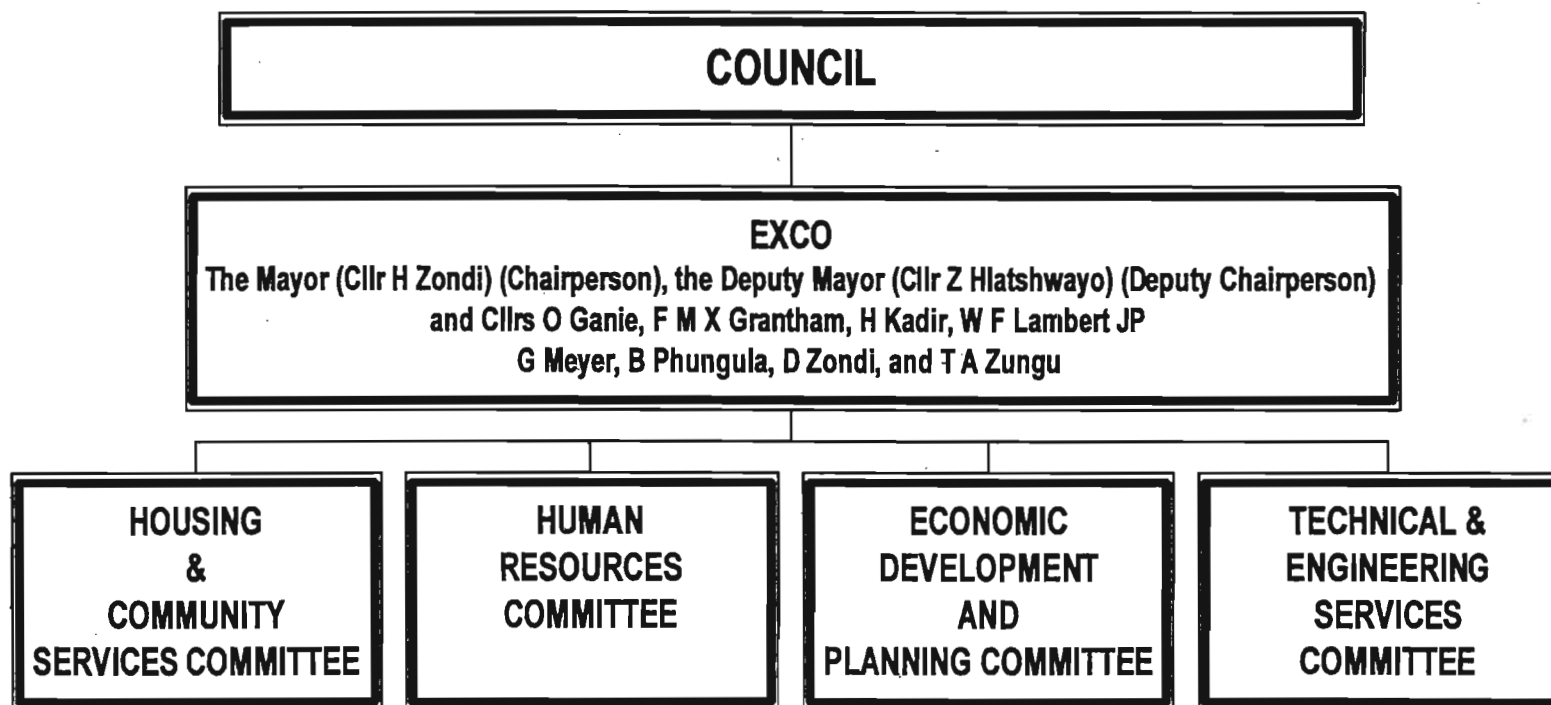 COUNCIL
EXCO
The Mayor (Cllr H Zondi) (Chairperson), the Deputy Mayor (Cllr Z Hlatshwayo) (Deputy Chairperson)
and Cllrs O Ganie, F M X Grantham, H Kadir, W F Lambert JP
G Meyer, B Phungula, D Zondi, and T A Zungu
HOUSING
&
COMMUNITY
SERVICES COMMITTEE
HUMAN
RESOURCES
COMMITTEE
ECONOMIC
DEVELOPMENT
AND
PLANNING COMMITTEE
TECHNICAL &
ENGINEERING
SERVICES
COMMITTEE